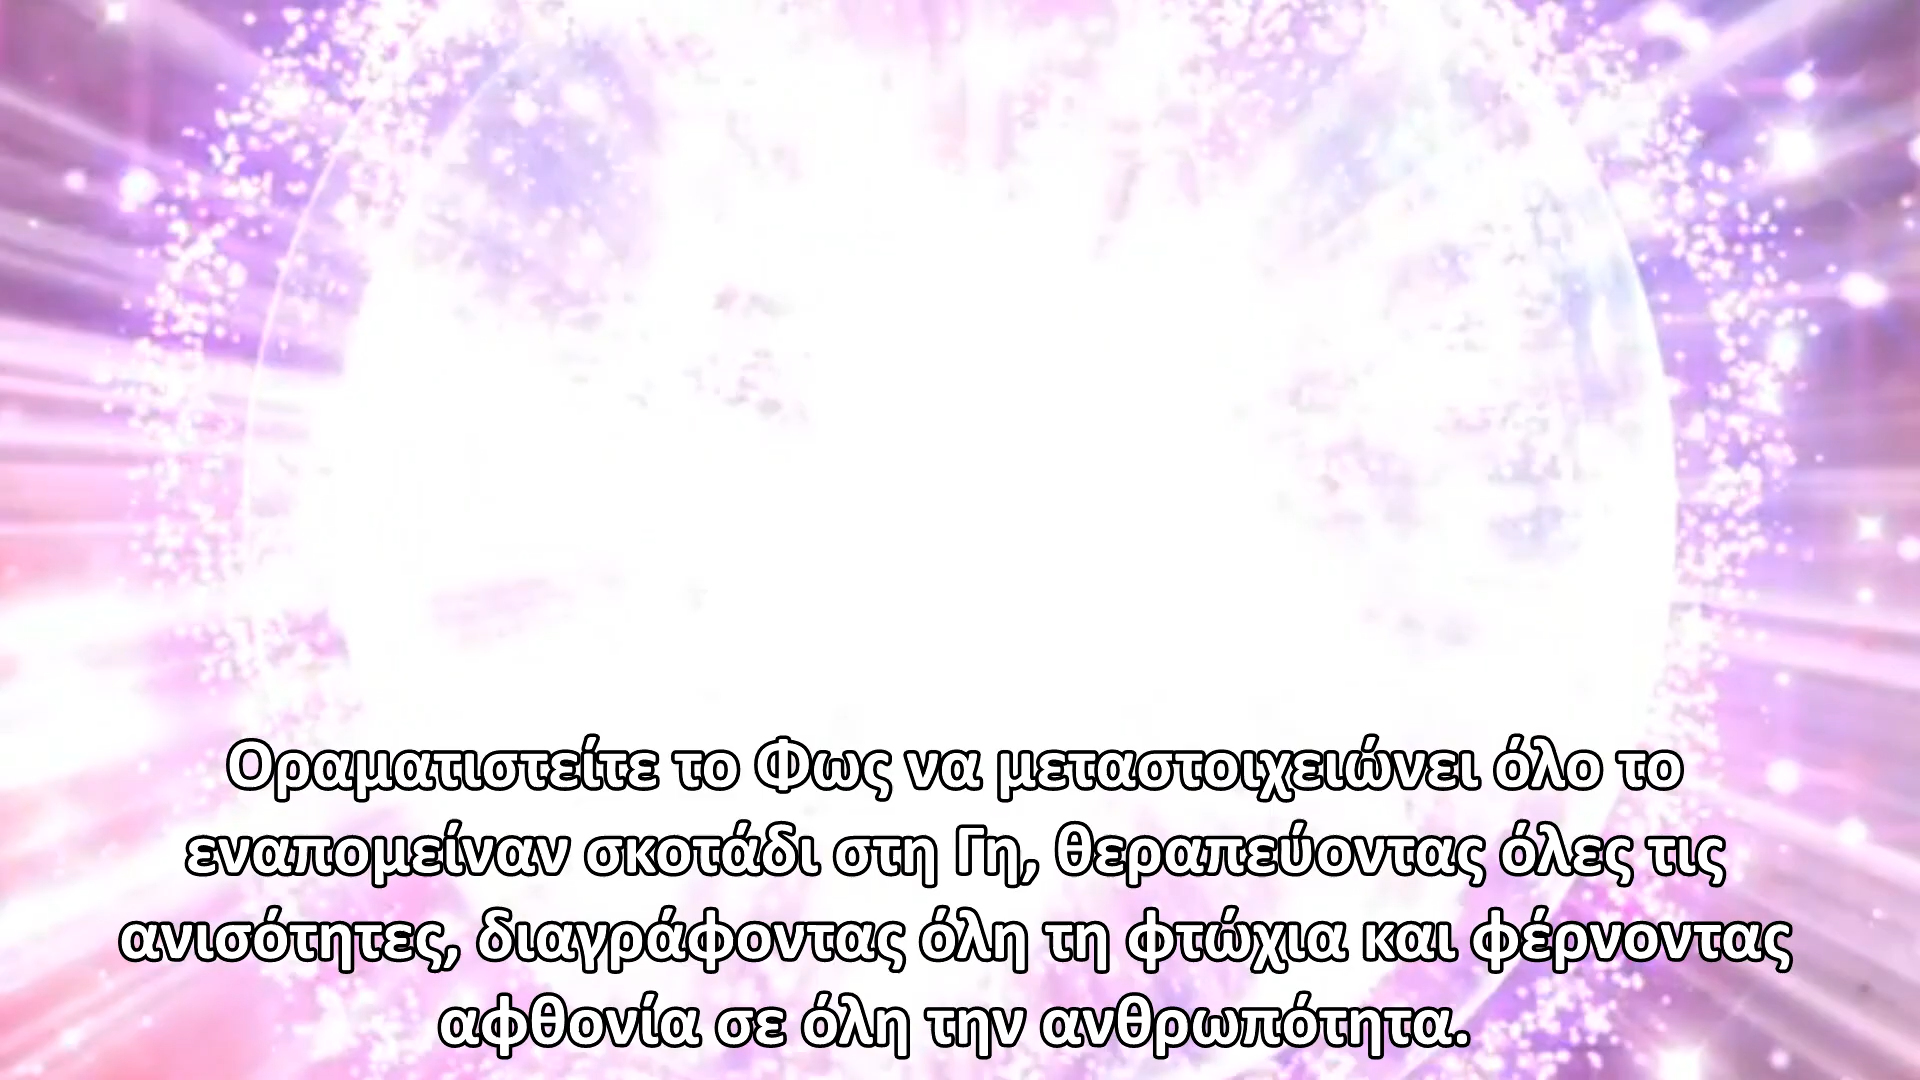 Οραματιστείτε το Φως να μεταστοιχειώνει όλο το
εναπομείναν σκοτάδι στη Γη, θεραπεύοντας όλες τις
ανισότητες, διαγράφοντας όλη τη φτώχια και φέρνοντας
αφθονία σε όλη την ανθρωπότητα.